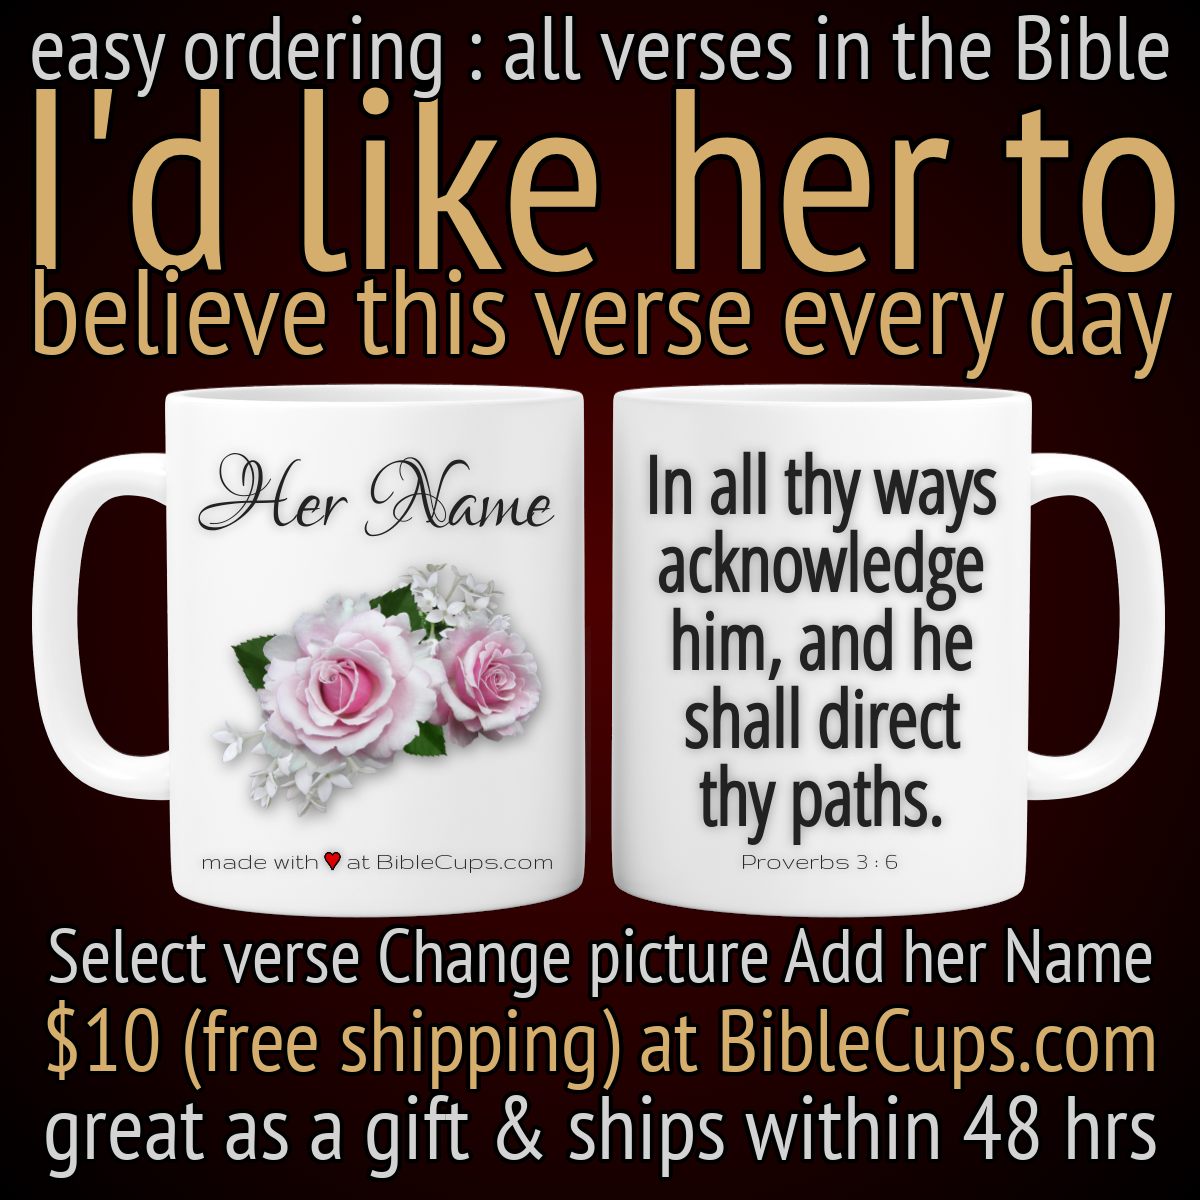 easy ordering : all verses in the Bible
I'd like her to
believe this verse every day
Her Name
made with ♥ at BibleCups.com
In all thy ways
acknowledge
him, and he
shall direct
thy paths.
Proverbs 3 : 6
Select verse Change picture Add her Name
$10 (free shipping) at BibleCups.com
great as a gift & ships within 48 hrs